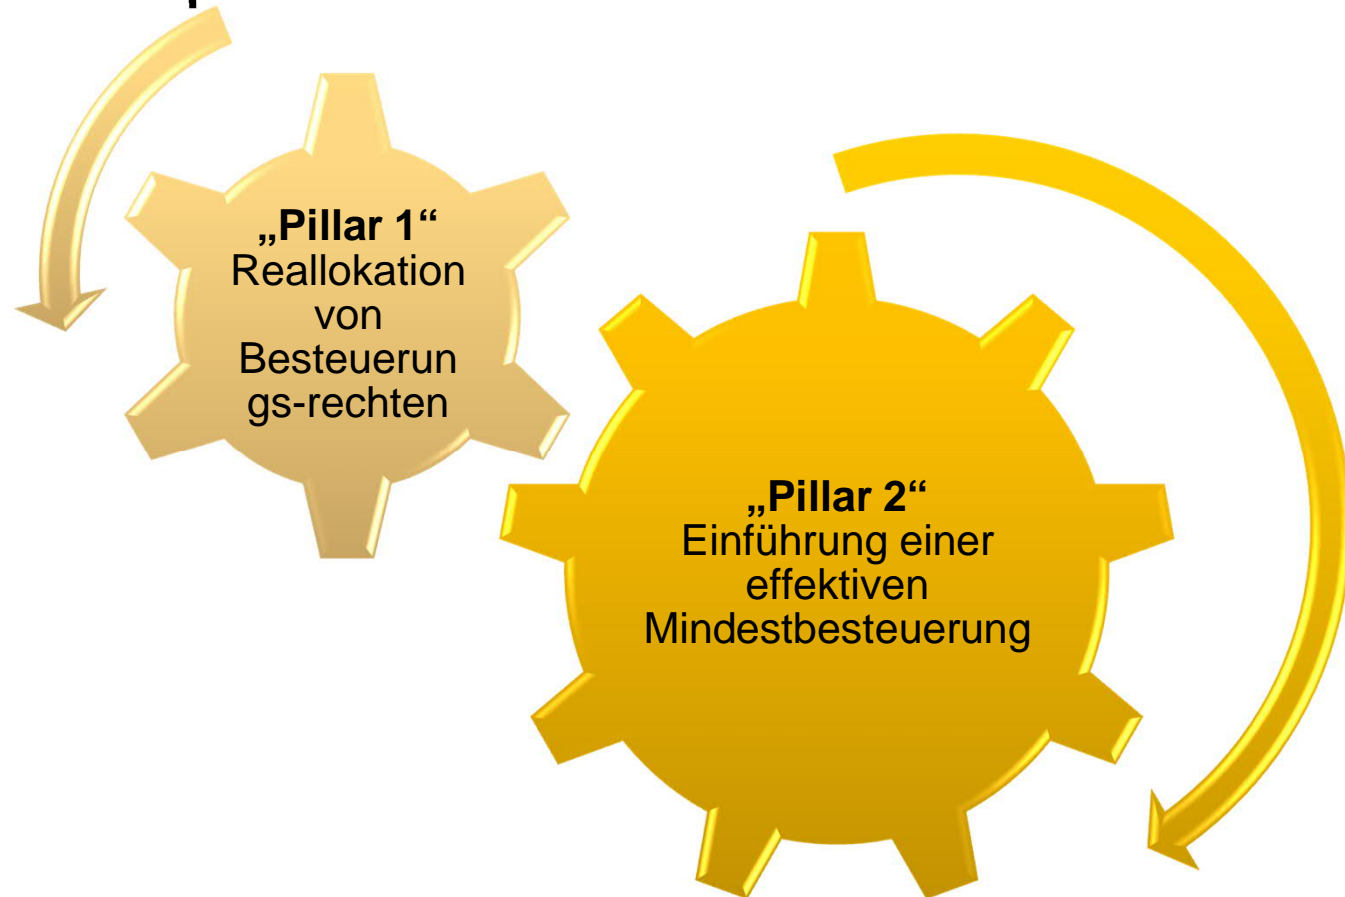 „Pillar 1“
Reallokation
von
Besteuerun
gs-rechten
„Pillar 2“
Einführung einer
effektiven
Mindestbesteuerung